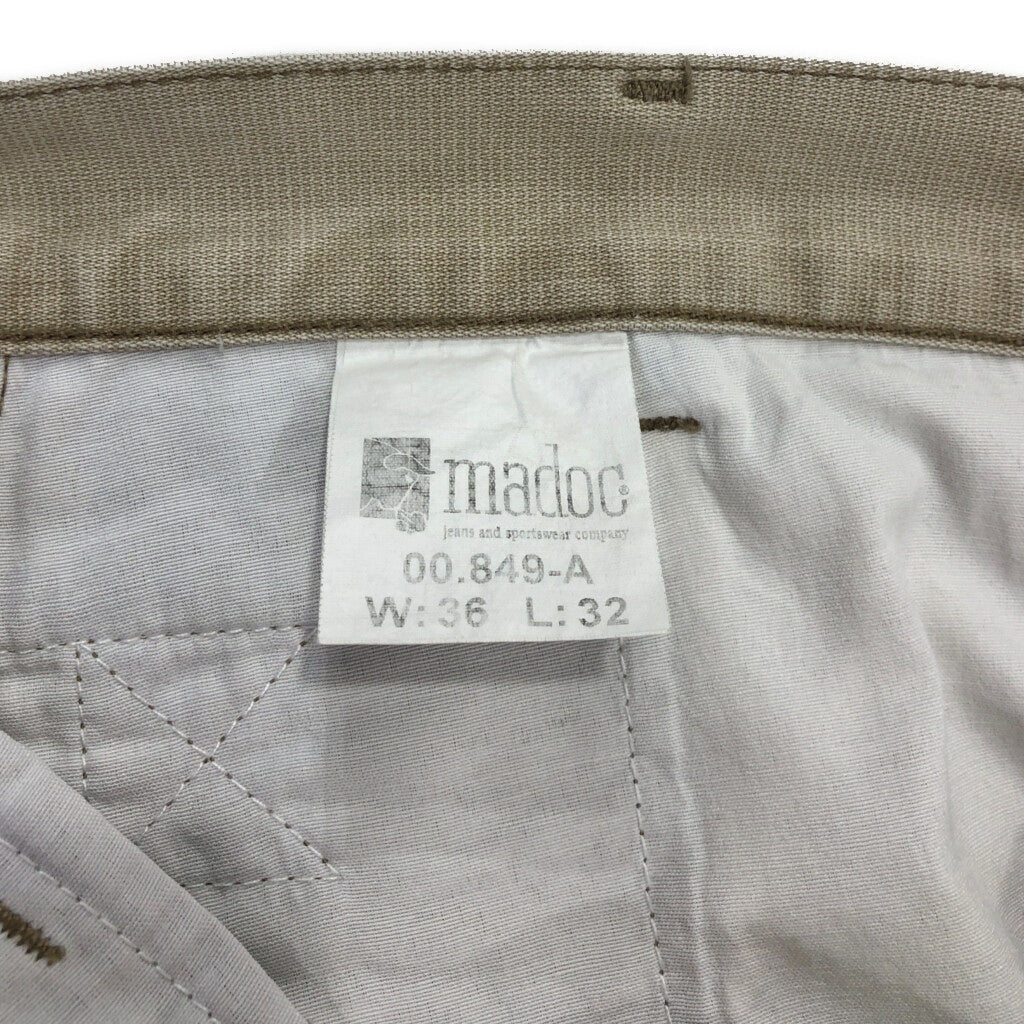 madoc®
jeans and sportswear company
00.849-A
W: 36 L: 32